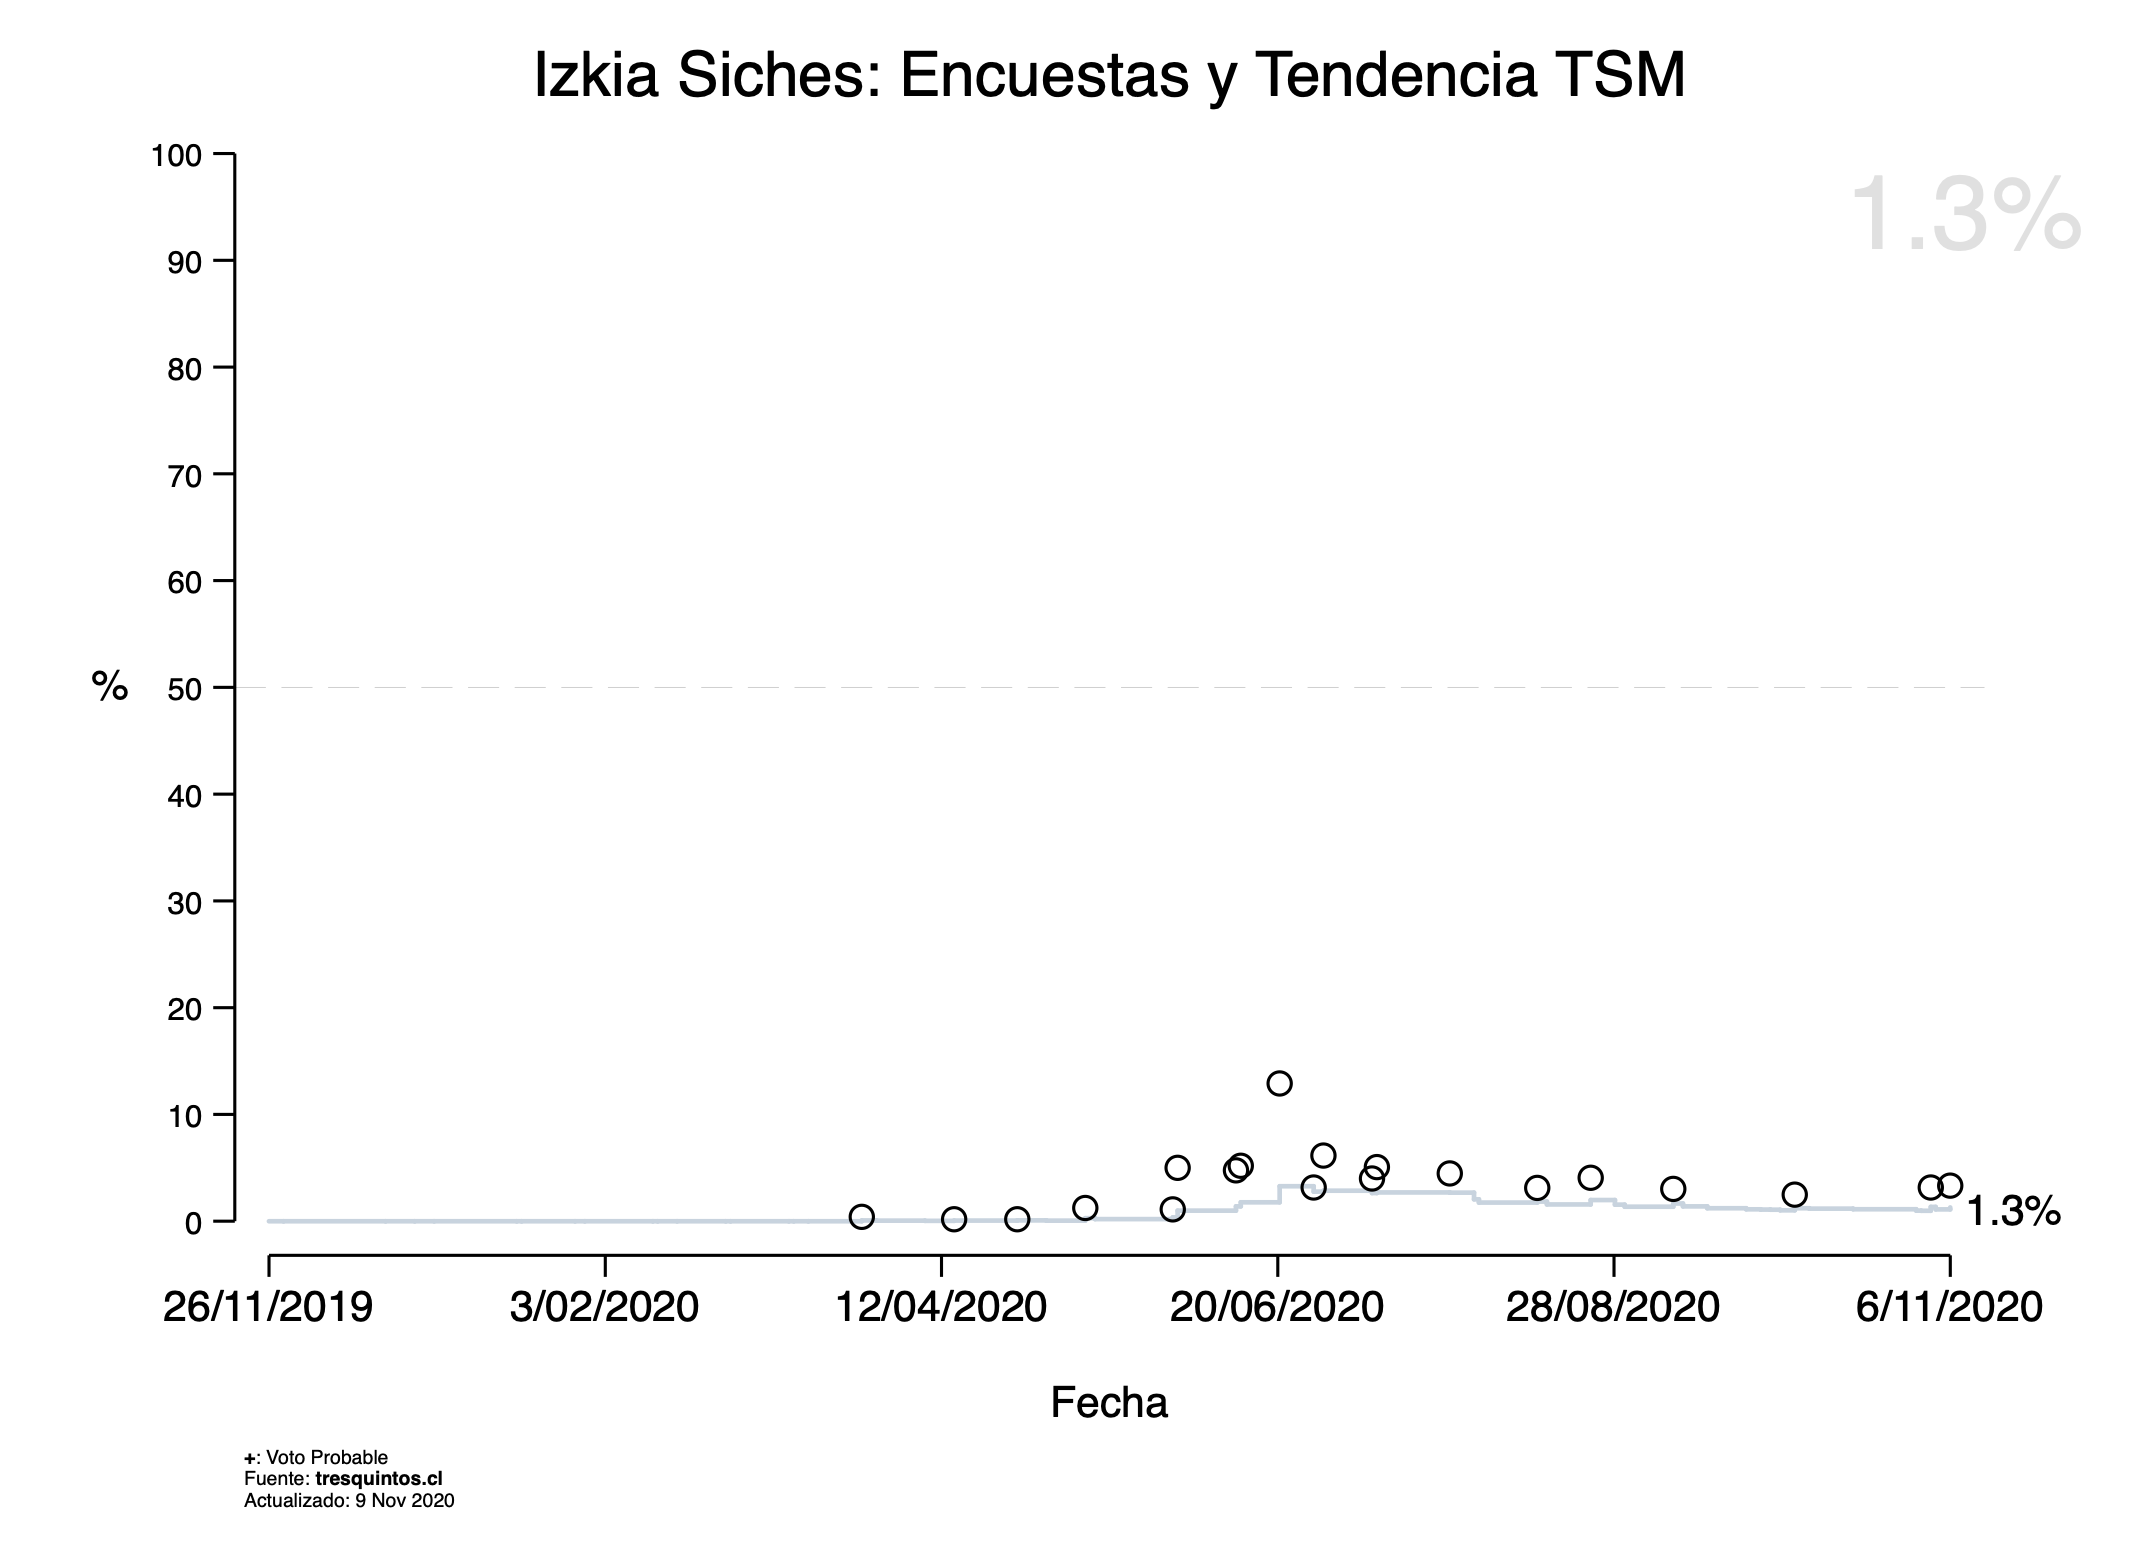 Izkia Siches: Encuestas y Tendencia TSM
1.3%
100
90
80
70
60
50
40
30
20
10
0
%
1.3%
26/11/2019 3/02/2020 12/04/2020 20/06/2020 28/08/2020 6/11/2020
Fecha
+: Voto Probable
Fuente: tresquintos.cl
Actualizado: 9 Nov 2020